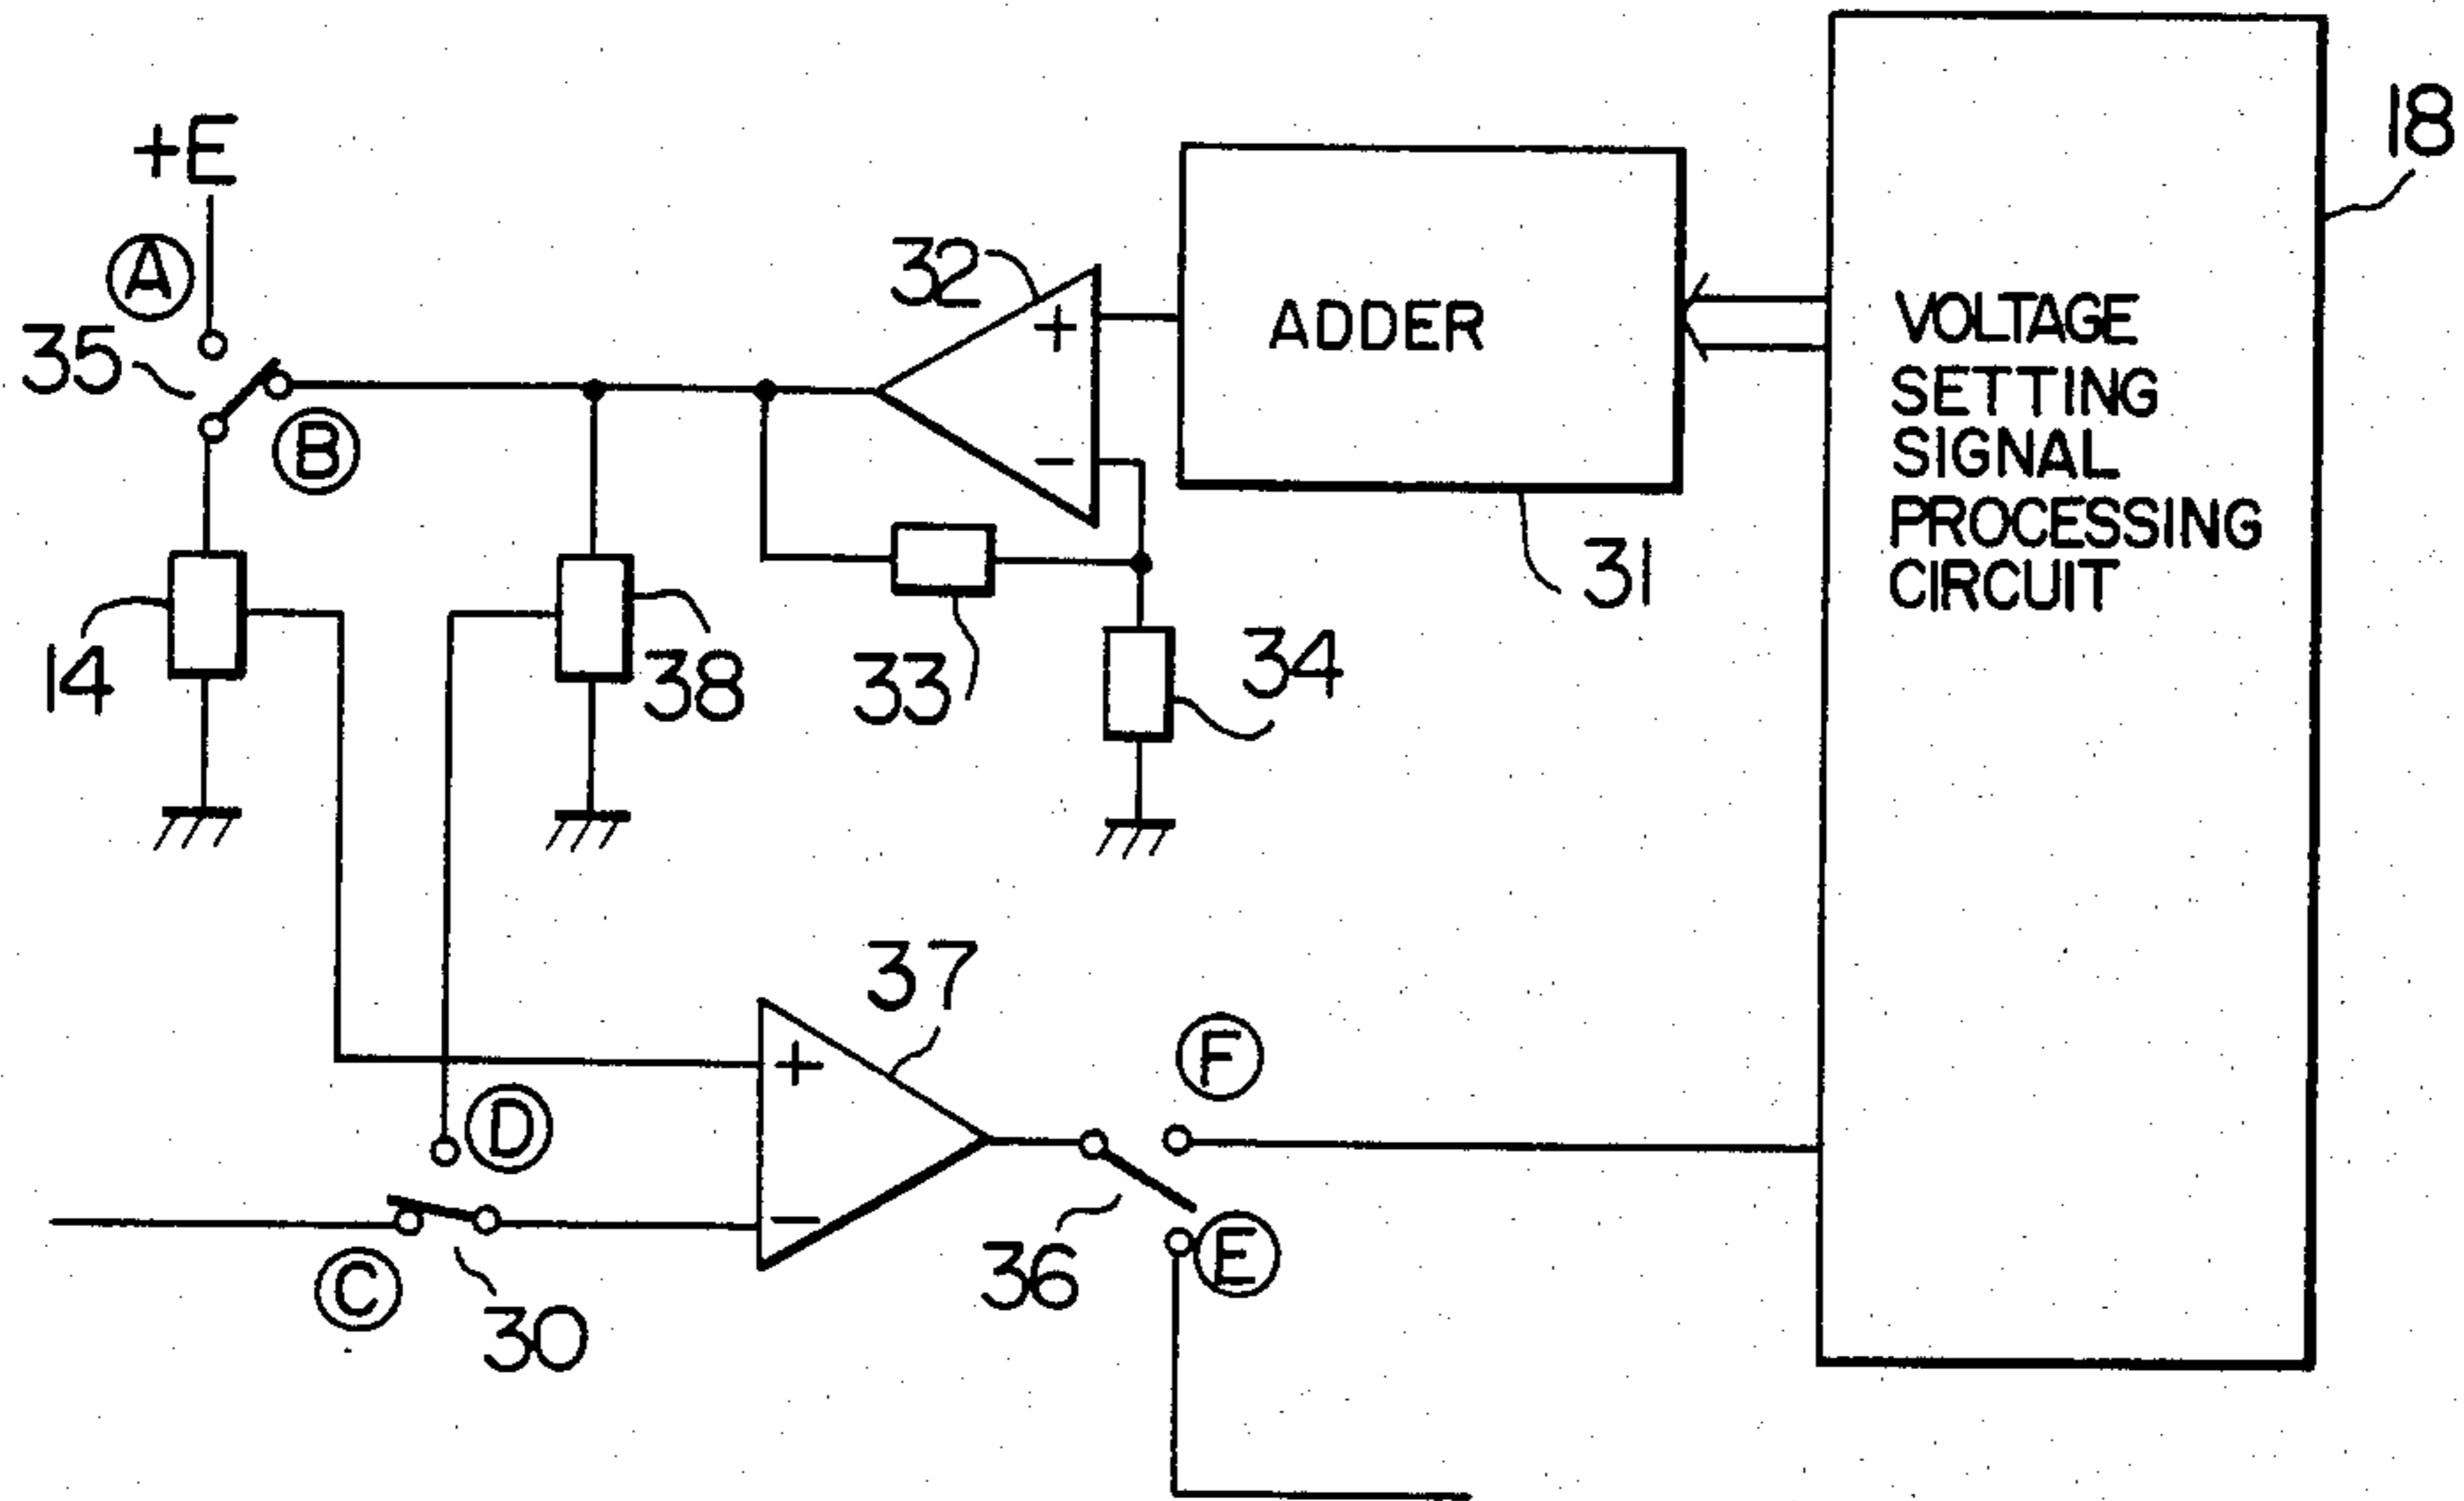 +E
18
A
32
+
ADDER
VOLTAGE
SETTING
SIGNAL
PROCESSING
CIRCUIT
35
B
−
31
14
38
33
34
37
+
F
D
−
36
E
C
30